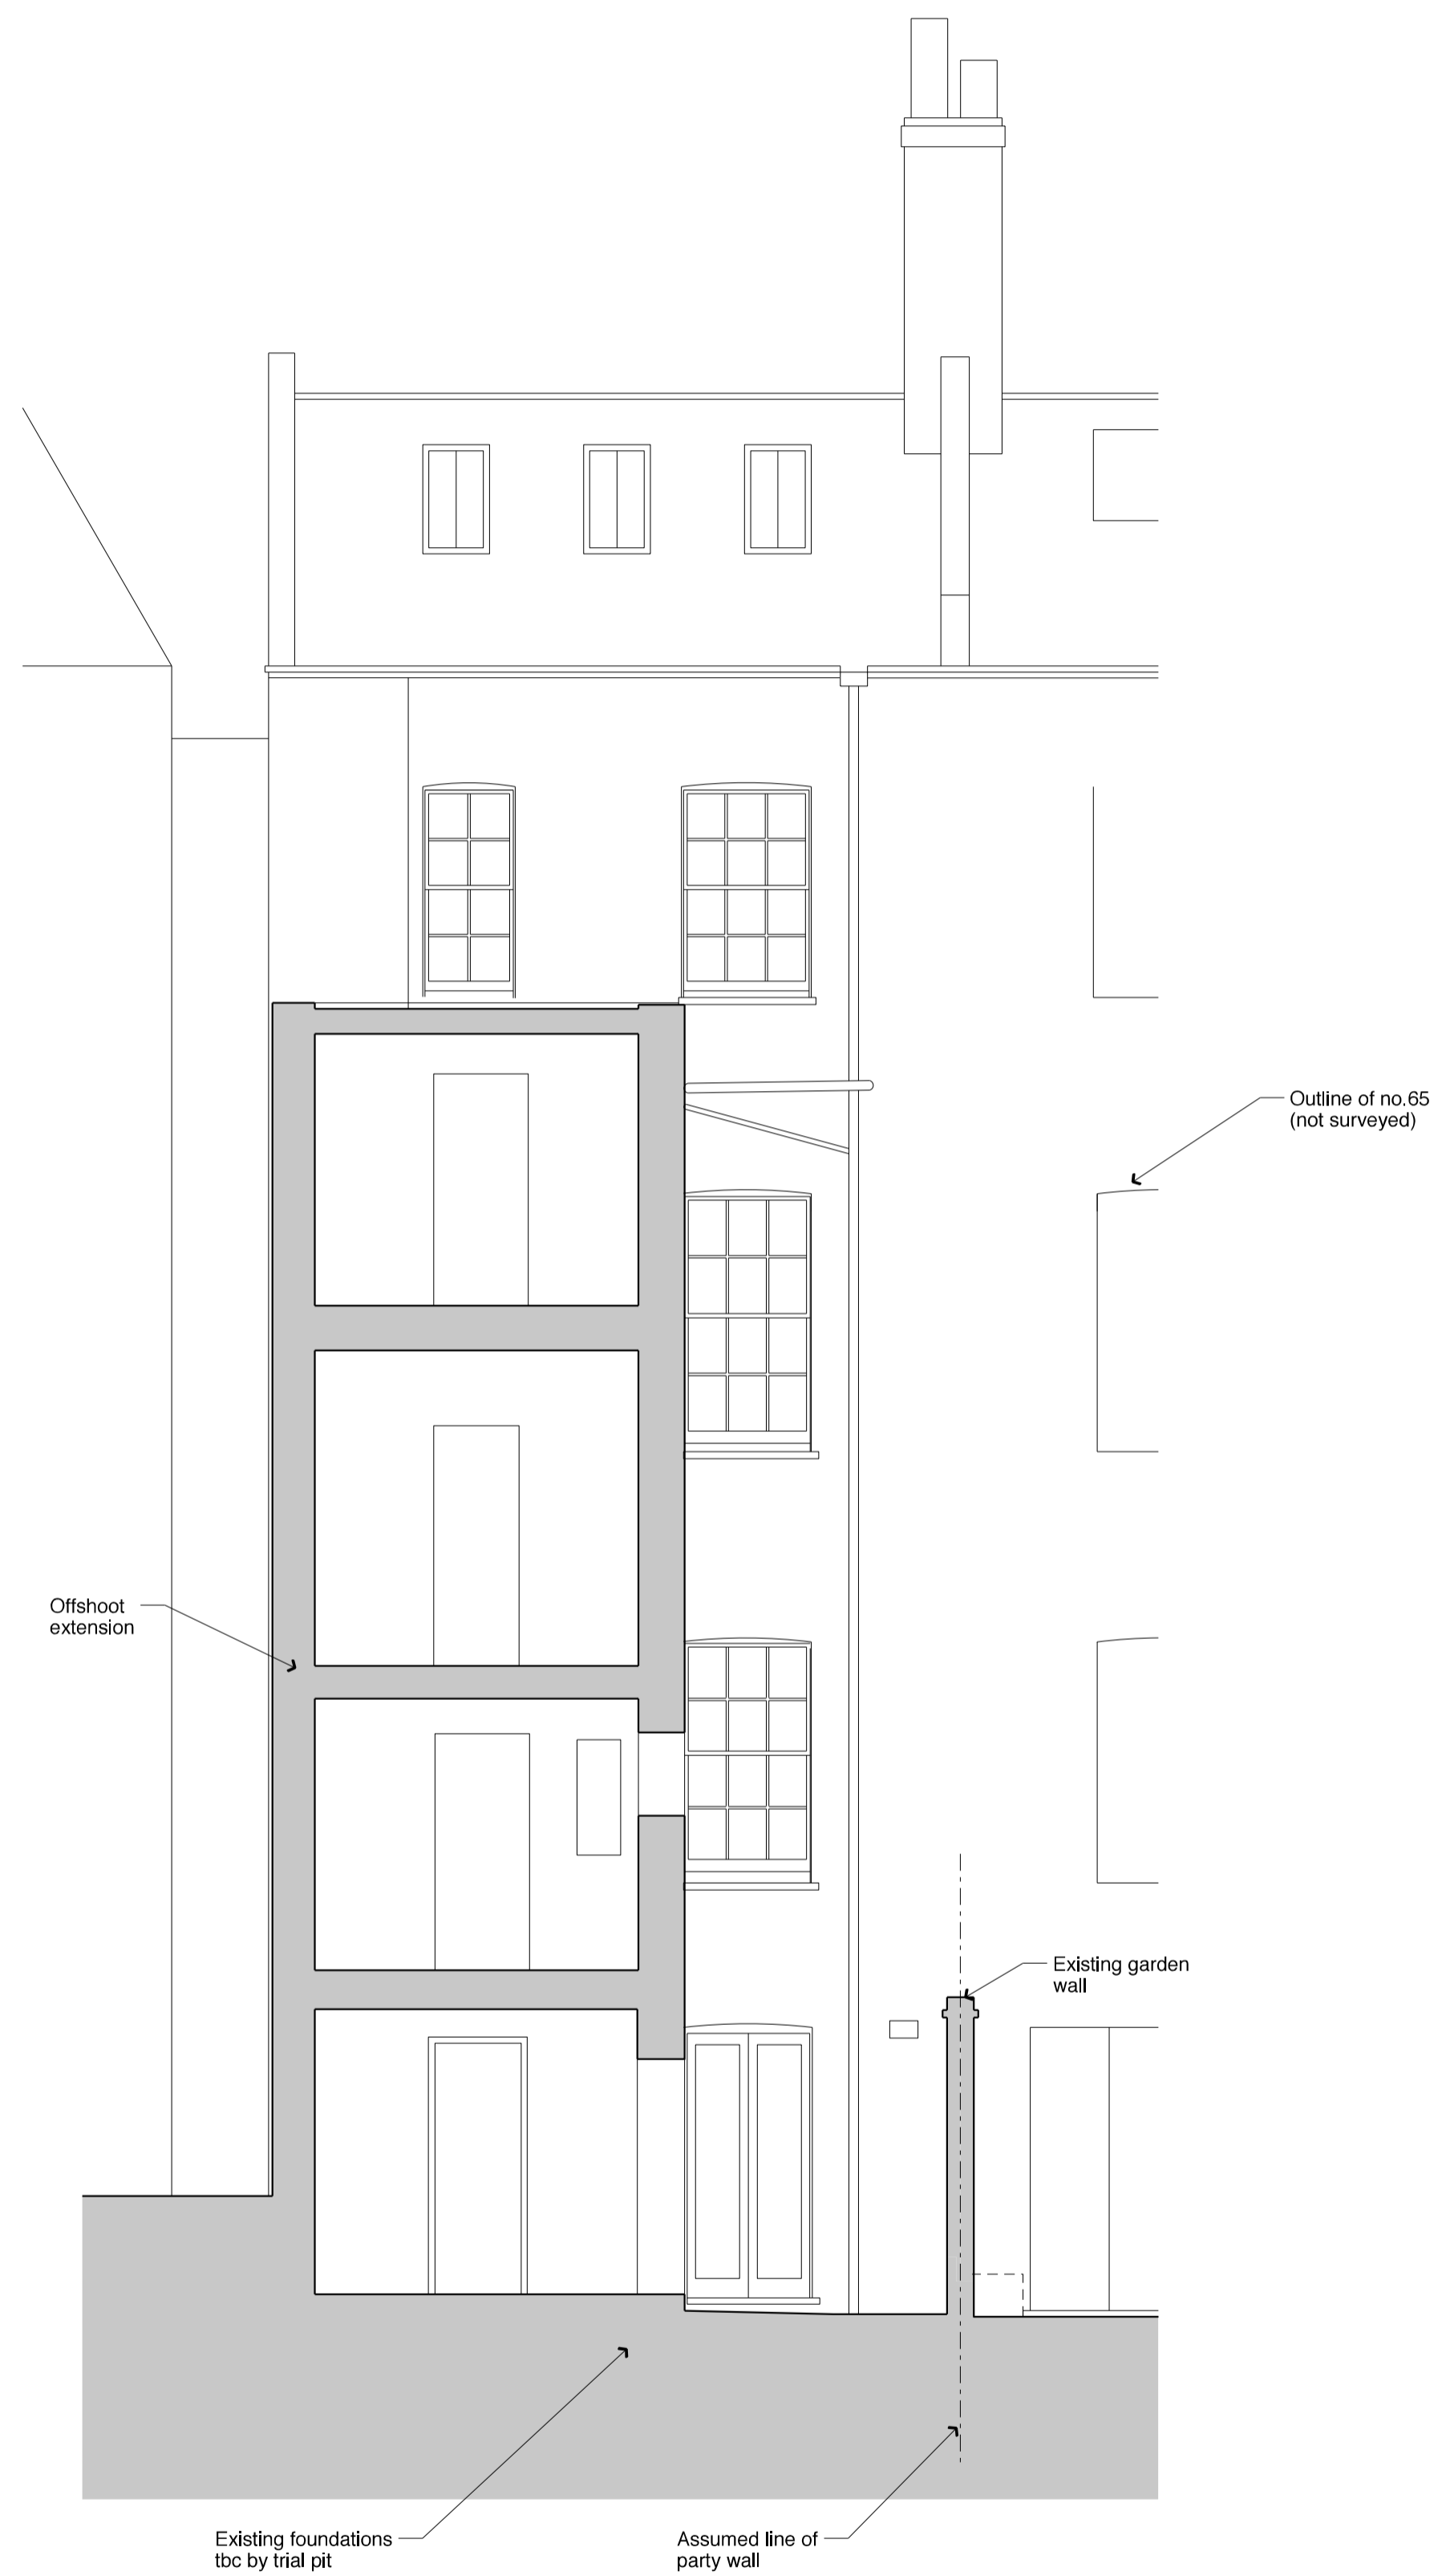 Outline of no.65
(not surveyed)
Offshoot
extension
Existing garden
wall
Existing foundations
tbc by trial pit
Assumed line of
party wall